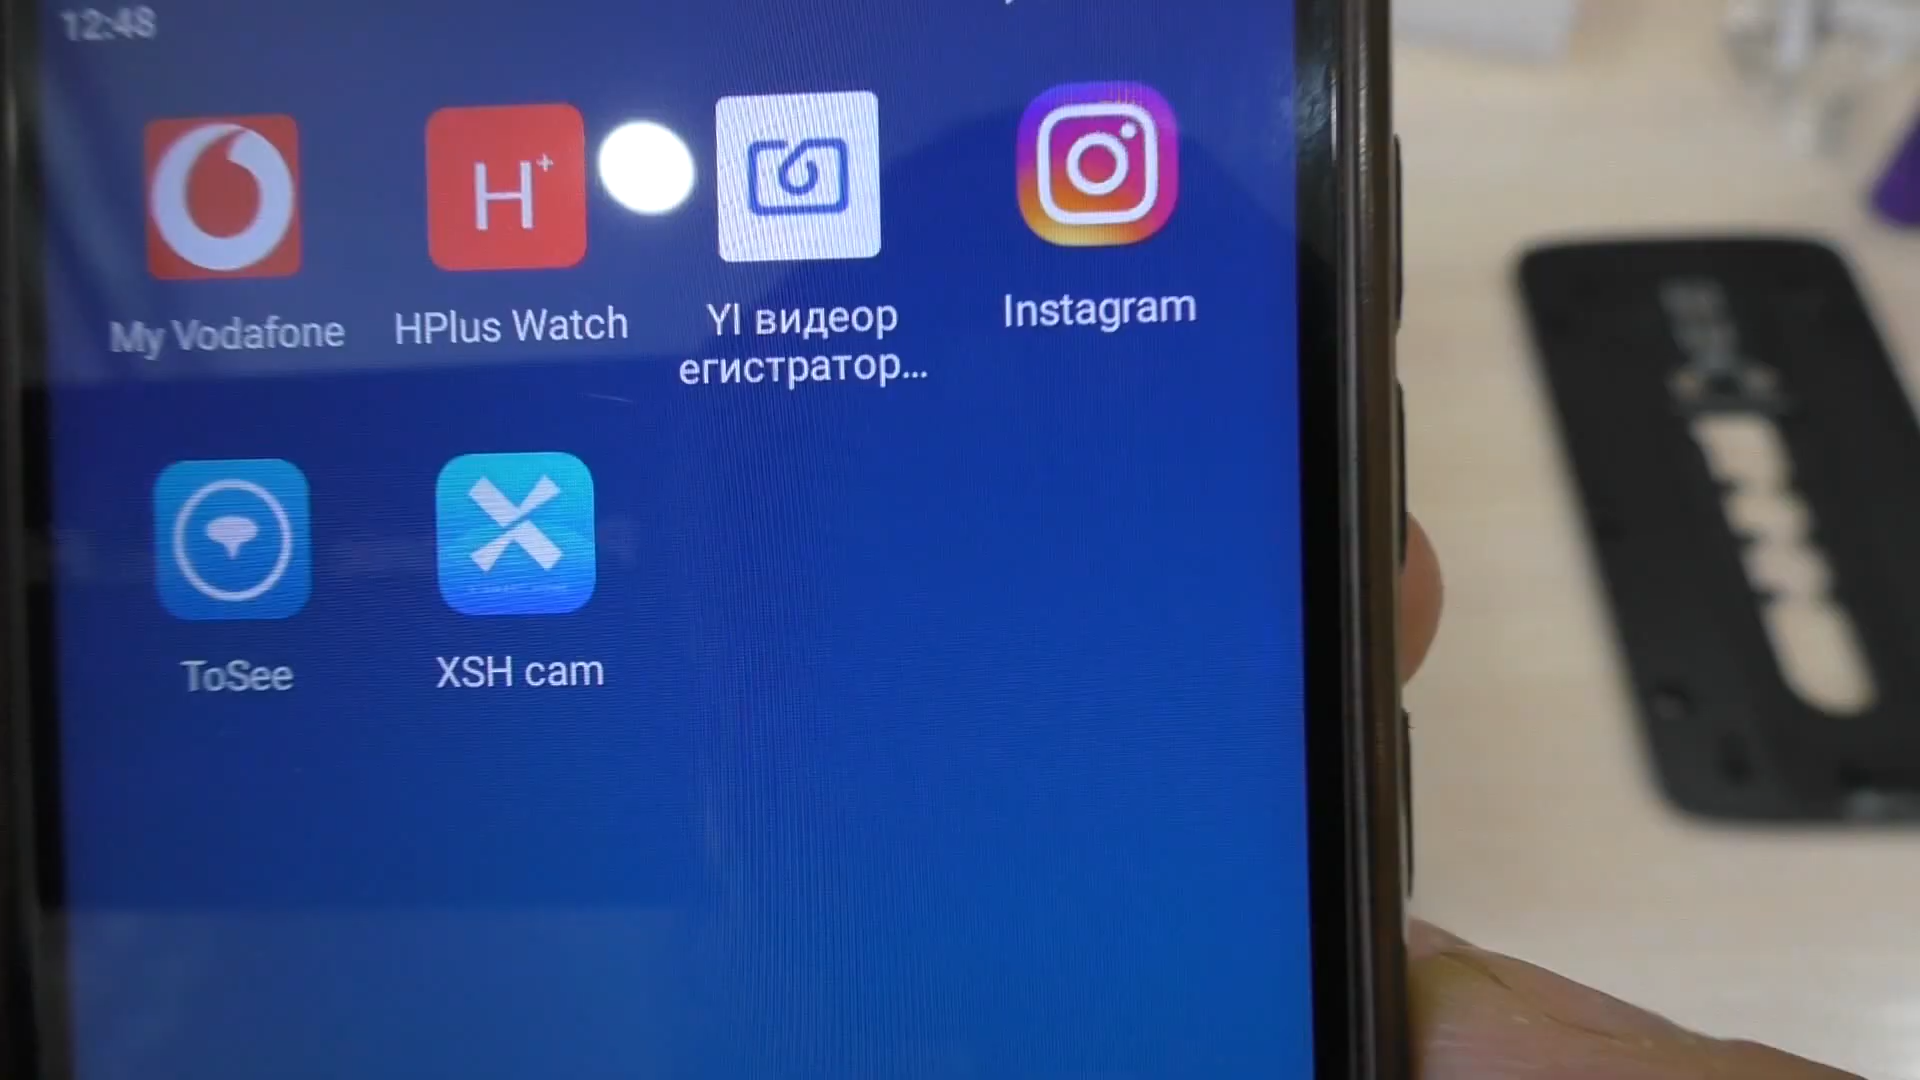 12:48
H+
My Vodafone
HPlus Watch
YI видеор
егистратор...
Instagram
ToSee
XSH cam